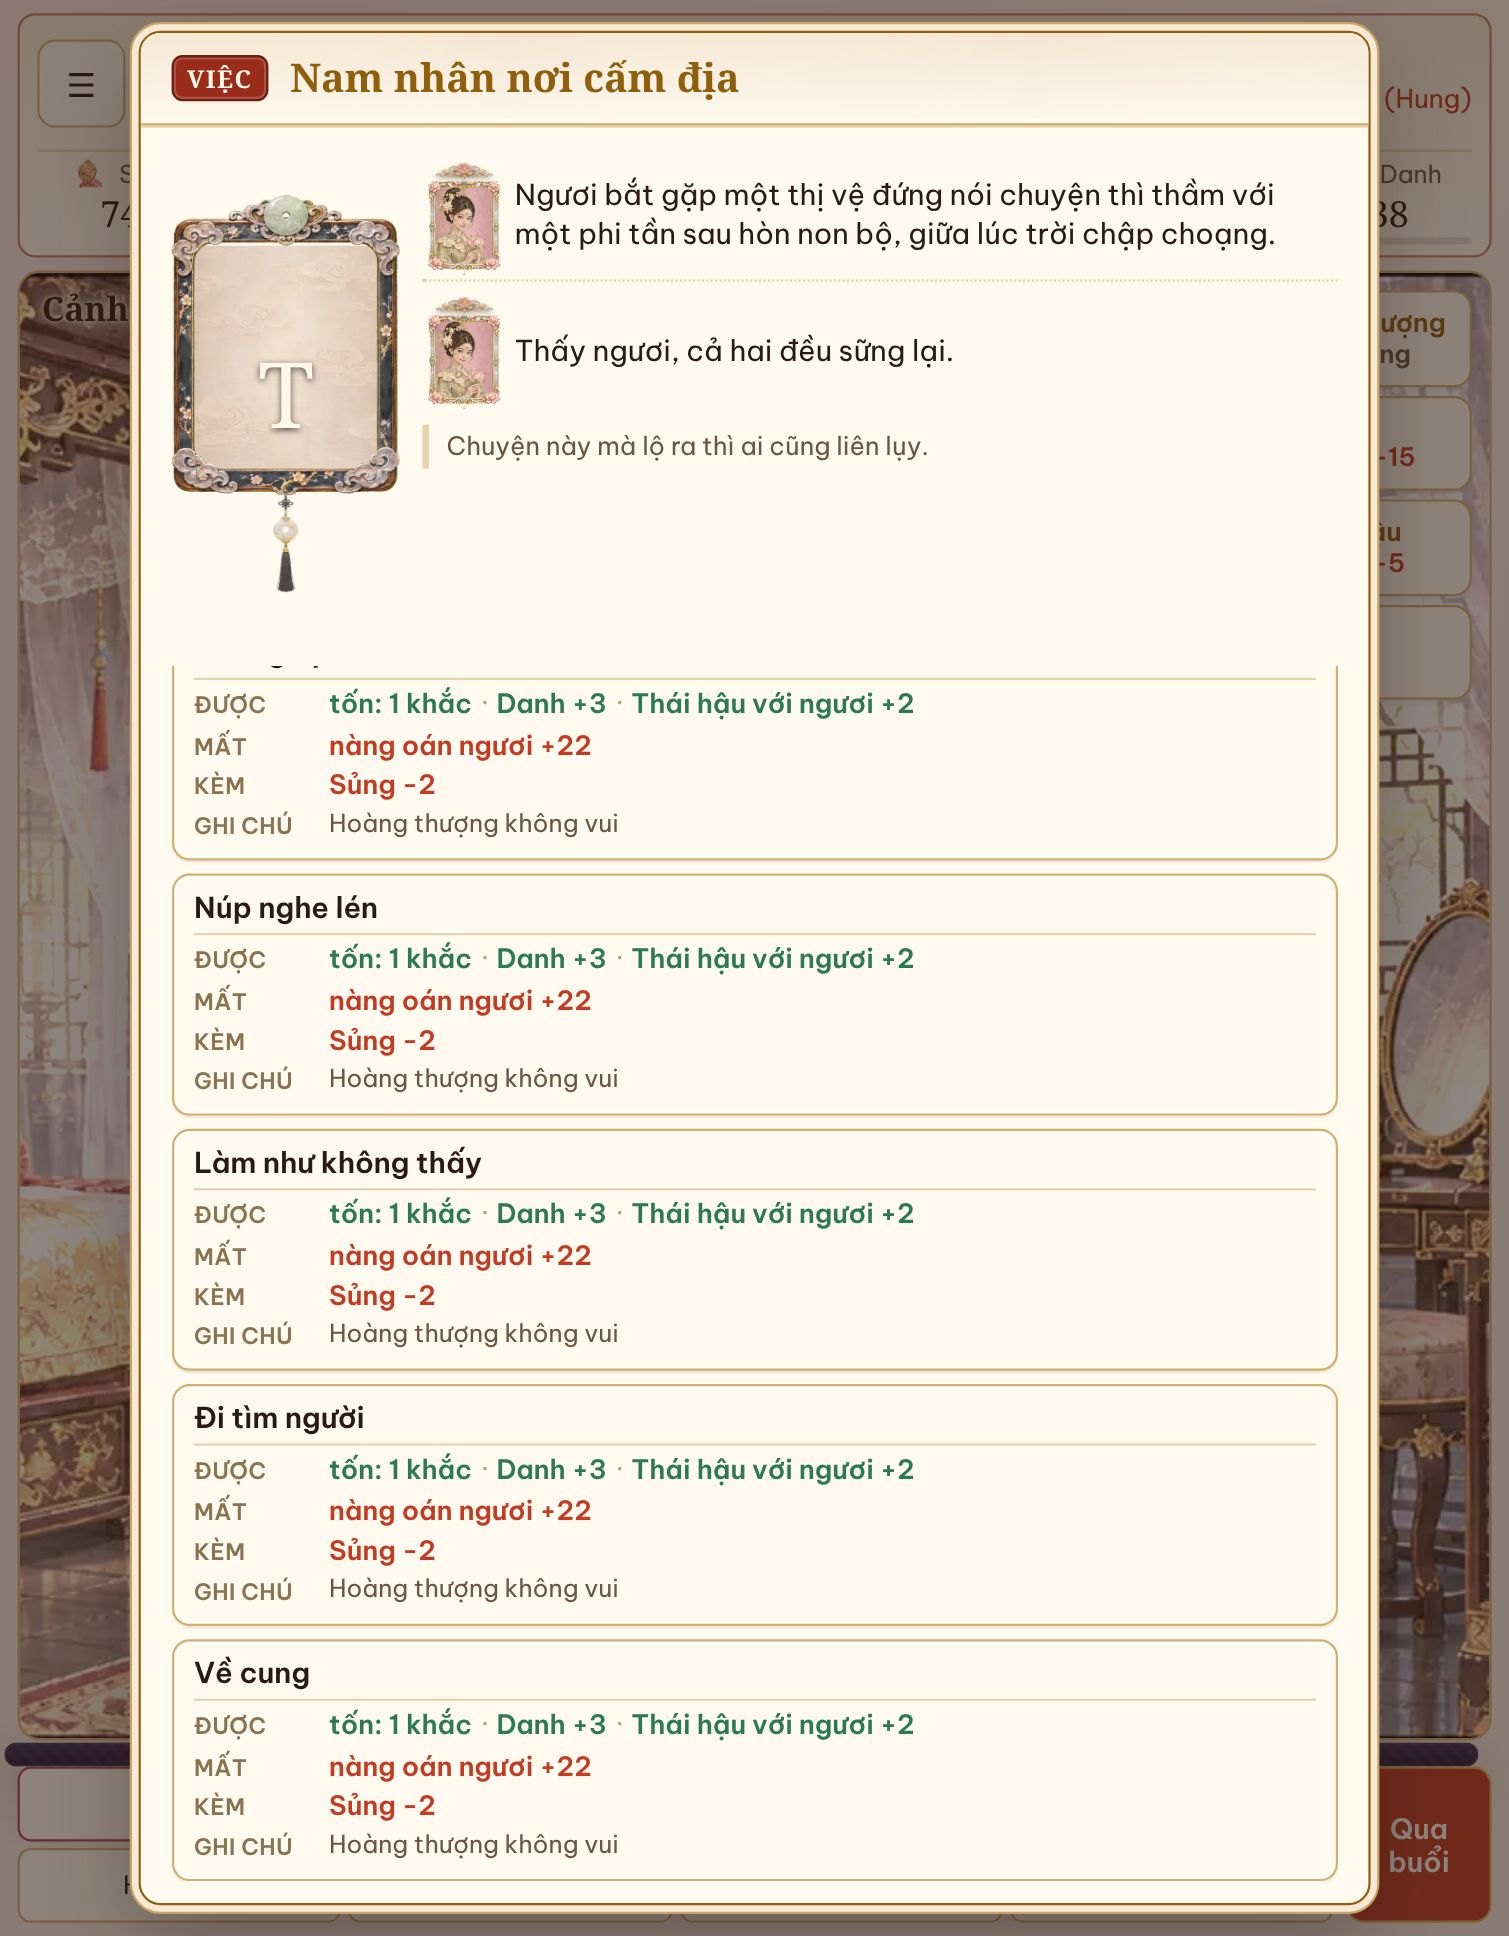 ☰
VIỆC
Nam nhân nơi cấm địa
(Hung)
Danh
Cảnh
-15
-5
T
Ngươi bắt gặp một thị vệ đứng nói chuyện thì thầm với
một phi tần sau hòn non bộ, giữa lúc trời chập choạng.
Thấy ngươi, cả hai đều sững lại.
Chuyện này mà lộ ra thì ai cũng liên lụy.
ĐƯỢC tốn: 1 khắc · Danh +3 · Thái hậu với ngươi +2
MẤT nàng oán ngươi +22
KÈM Sủng -2
GHI CHÚ Hoàng thượng không vui
Núp nghe lén
ĐƯỢC tốn: 1 khắc · Danh +3 · Thái hậu với ngươi +2
MẤT nàng oán ngươi +22
KÈM Sủng -2
GHI CHÚ Hoàng thượng không vui
Làm như không thấy
ĐƯỢC tốn: 1 khắc · Danh +3 · Thái hậu với ngươi +2
MẤT nàng oán ngươi +22
KÈM Sủng -2
GHI CHÚ Hoàng thượng không vui
Đi tìm người
ĐƯỢC tốn: 1 khắc · Danh +3 · Thái hậu với ngươi +2
MẤT nàng oán ngươi +22
KÈM Sủng -2
GHI CHÚ Hoàng thượng không vui
Về cung
ĐƯỢC tốn: 1 khắc · Danh +3 · Thái hậu với ngươi +2
MẤT nàng oán ngươi +22
KÈM Sủng -2
GHI CHÚ Hoàng thượng không vui
Qua
buổi